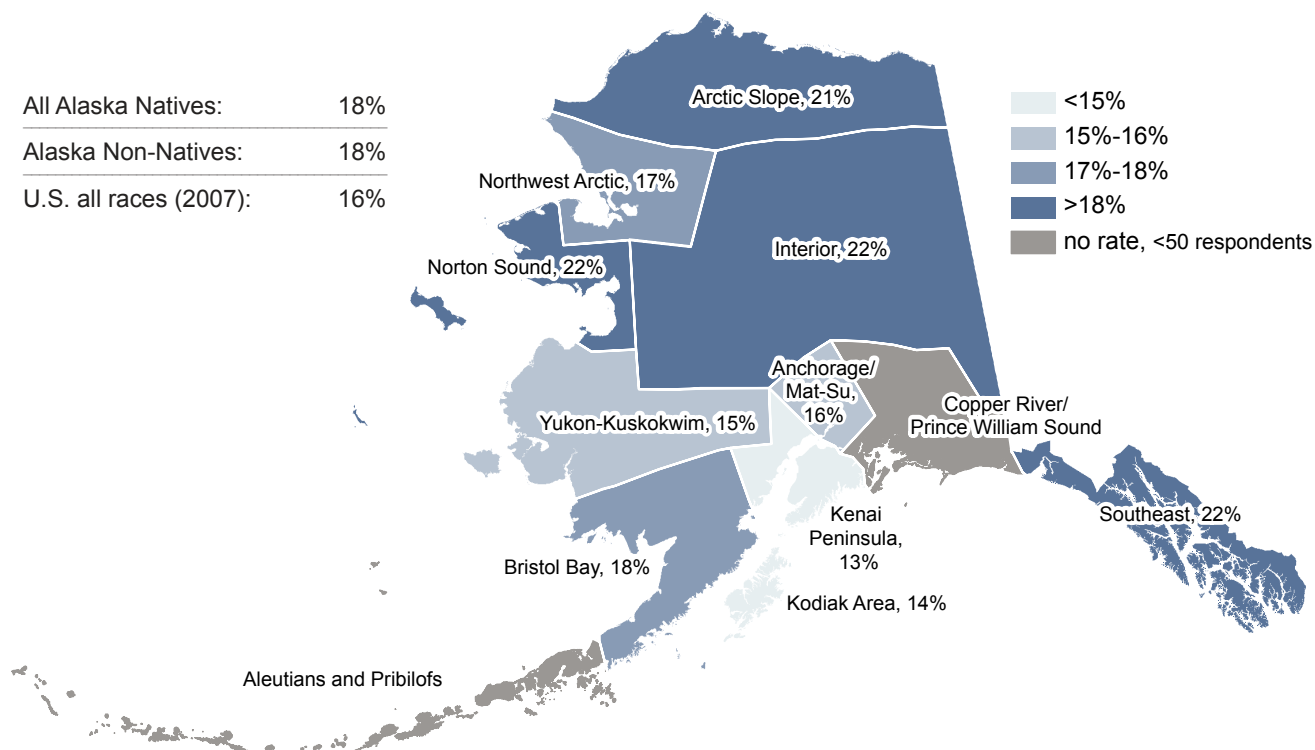 All Alaska Natives: 18%
Alaska Non-Natives: 18%
U.S. all races (2007): 16%
<15%
15%-16%
17%-18%
>18%
no rate, <50 respondents
Arctic Slope, 21%
Northwest Arctic, 17%
Interior, 22%
Norton Sound, 22%
Anchorage/
Mat-Su,
16%
Yukon-Kuskokwim, 15%
Copper River/
Prince William Sound
Southeast, 22%
Kenai
Peninsula,
13%
Bristol Bay, 18%
Kodiak Area, 14%
Aleutians and Pribilofs